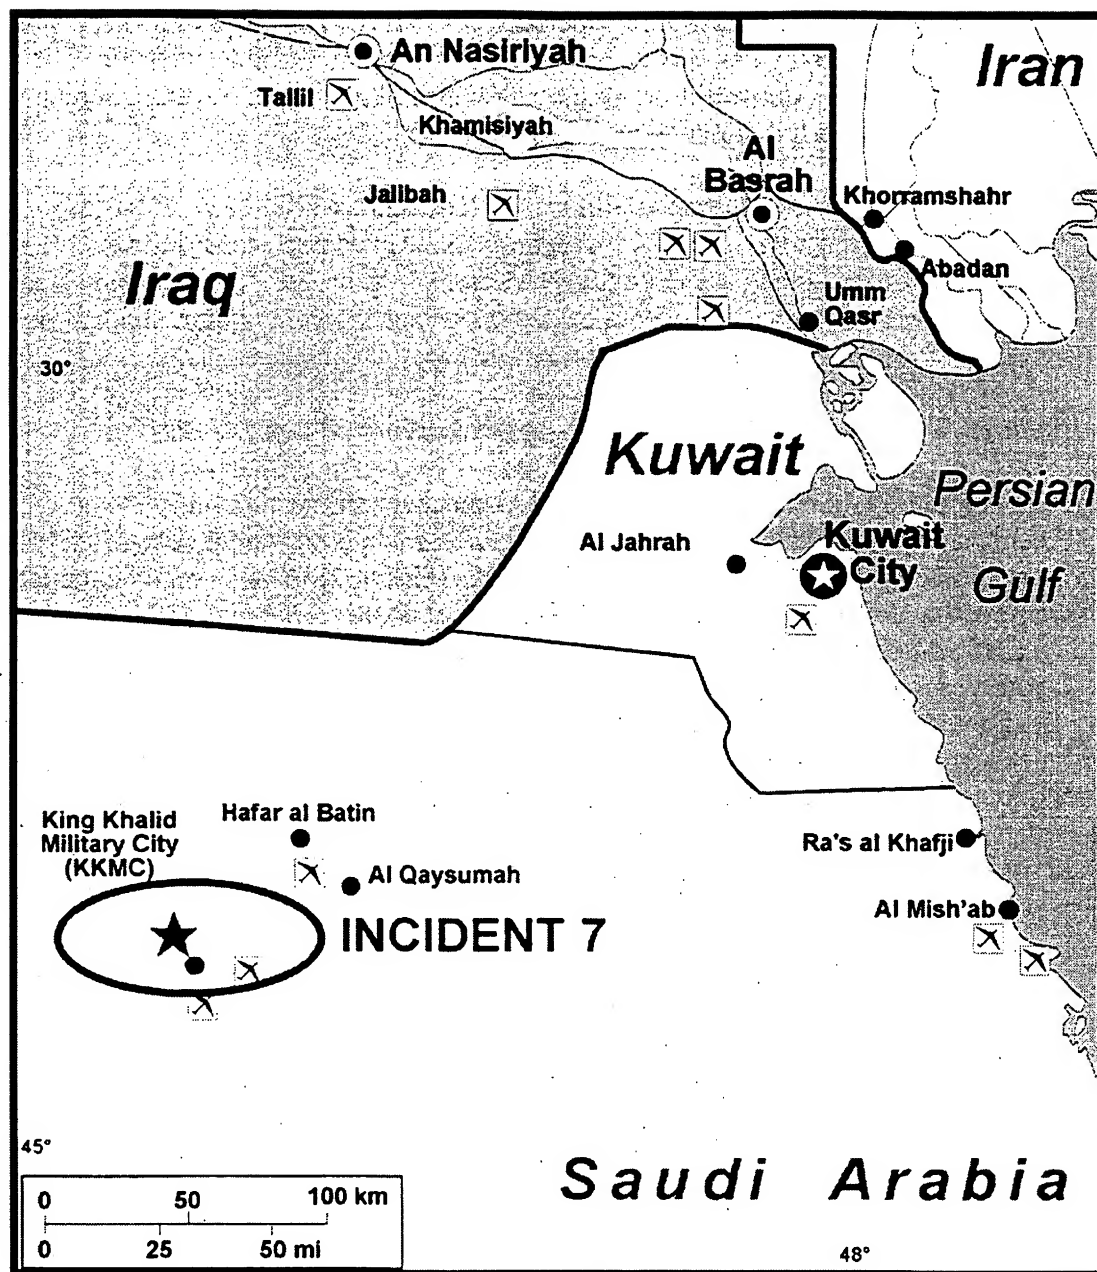 An Nasiriyah
Iran
Tallil
Khamisiyah
Al
Basrah
Jalibah
Khorramshahr
Iraq
Abadan
Umm
Qasr
30°
Kuwait
Persian
Gulf
Al Jahrah
Kuwait
City
King Khalid
Military City
(KKMC)
Hafar al Batin
Al Qaysumah
Ra's al Khafji
Al Mish'ab
INCIDENT 7
45°
Saudi Arabia
0 50 100 km
0 25 50 mi
48°